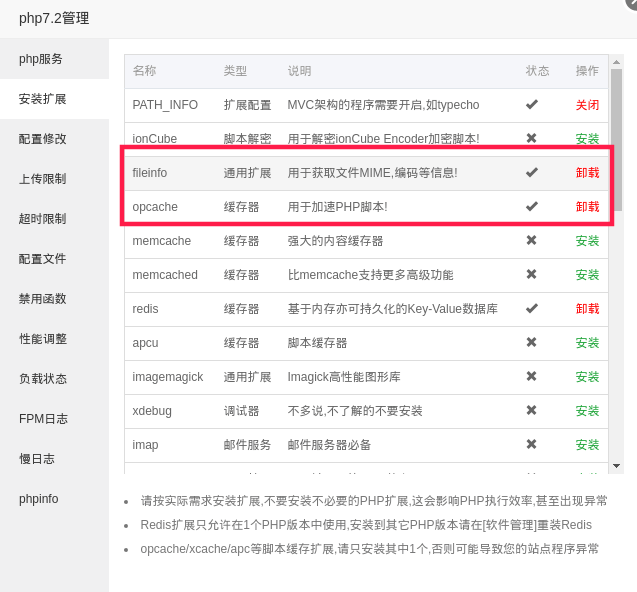 php7.2管理
php服务
安装扩展
配置修改
上传限制
超时限制
配置文件
禁用函数
性能调整
负载状态
FPM日志
慢日志
phpinfo
名称 类型 说明 状态 操作
PATH_INFO 扩展配置 MVC架构的程序需要开启,如typecho 关闭
ionCube 脚本解密 用于解密ionCube Encoder加密脚本! 安装
fileinfo 通用扩展 用于获取文件MIME,编码等信息! 卸载
opcache 缓存器 用于加速PHP脚本! 卸载
memcache 缓存器 强大的内容缓存器 安装
memcached 缓存器 比memcache支持更多高级功能 安装
redis 缓存器 基于内存亦可持久化的Key-Value数据库 卸载
apcu 缓存器 脚本缓存器 安装
imagemagick 通用扩展 Imagick高性能图形库 安装
xdebug 调试器 不多说,不了解的不要安装 安装
imap 邮件服务 邮件服务器必备 安装
请按实际需求安装扩展,不要安装不必要的PHP扩展,这会影响PHP执行效率,甚至出现异常
Redis扩展只允许在1个PHP版本中使用,安装到其它PHP版本请在[软件管理]重装Redis
opcache/xcache/apc等脚本缓存扩展,请只安装其中1个,否则可能导致您的站点程序异常